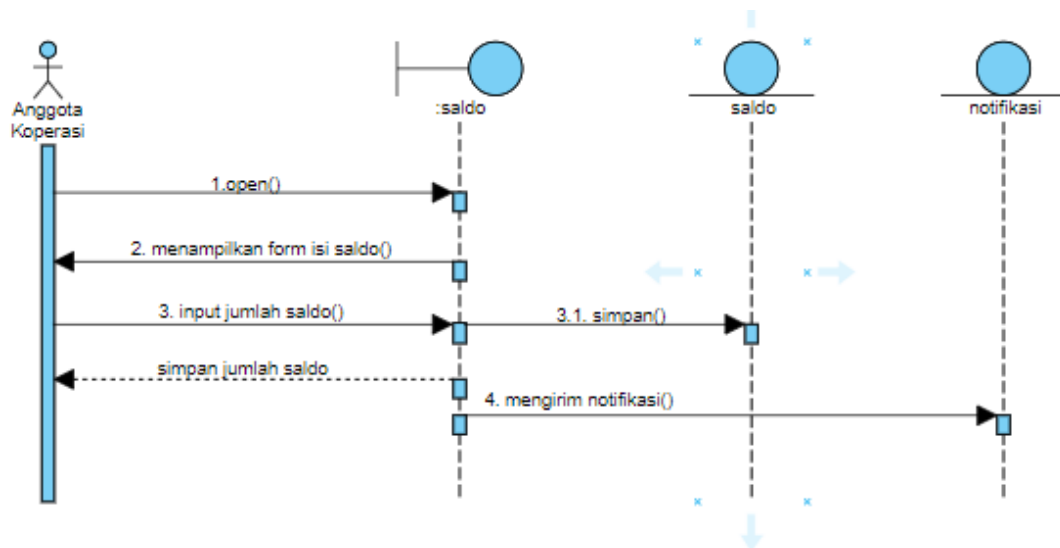 Anggota
Koperasi
:saldo
saldo
notifikasi
1.open()
2. menampilkan form isi saldo()
3. input jumlah saldo()
3.1. simpan()
simpan jumlah saldo
4. mengirim notifikasi()